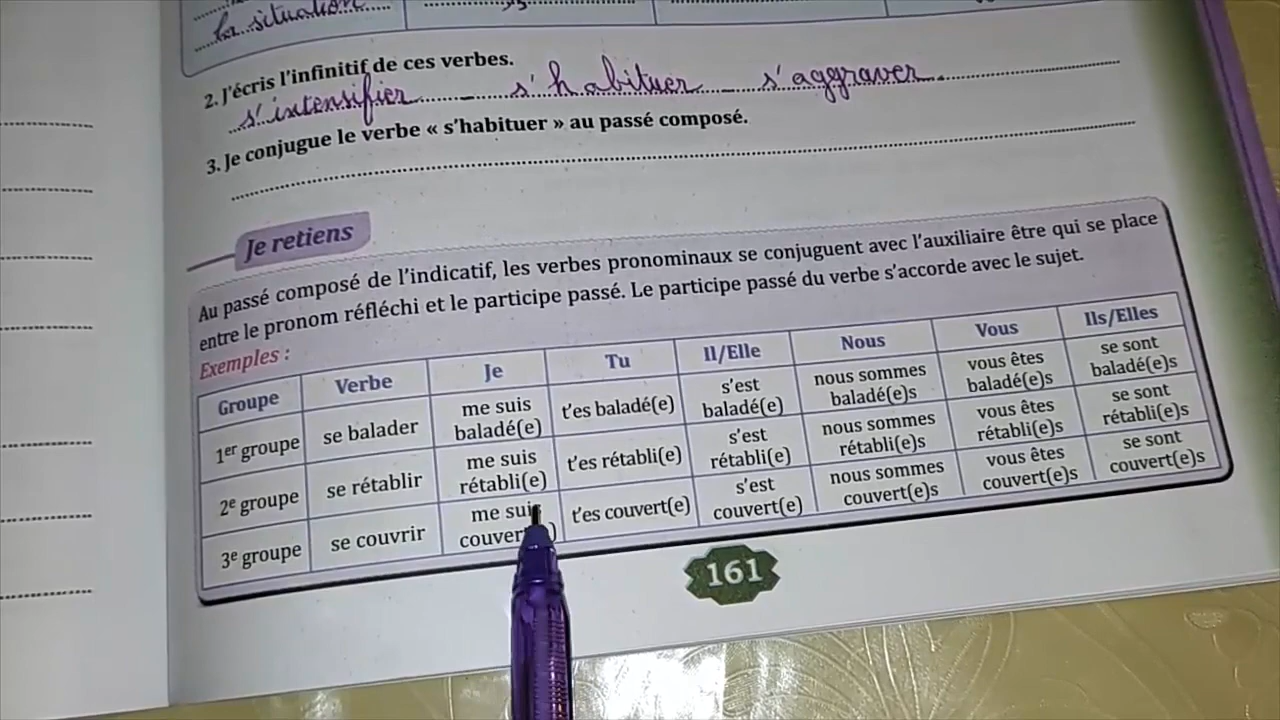 la situation
2. J'écris l'infinitif de ces verbes.
s'intensifier s'habituer s'aggraver
3. Je conjugue le verbe « s'habituer » au passé composé.
Je retiens
Au passé composé de l'indicatif, les verbes pronominaux se conjuguent avec l'auxiliaire être qui se place
entre le pronom réfléchi et le participe passé. Le participe passé du verbe s'accorde avec le sujet.
Exemples :
Groupe Verbe Je Tu Il/Elle Nous Vous Ils/Elles
1er groupe se balader me suis baladé(e) t'es baladé(e) s'est baladé(e) nous sommes baladé(e)s vous êtes baladé(e)s se sont baladé(e)s
2e groupe se rétablir me suis rétabli(e) t'es rétabli(e) s'est rétabli(e) nous sommes rétabli(e)s vous êtes rétabli(e)s se sont rétabli(e)s
3e groupe se couvrir me suis t'es couvert(e) s'est couvert(e) nous sommes couvert(e)s vous êtes couvert(e)s se sont couvert(e)s
161